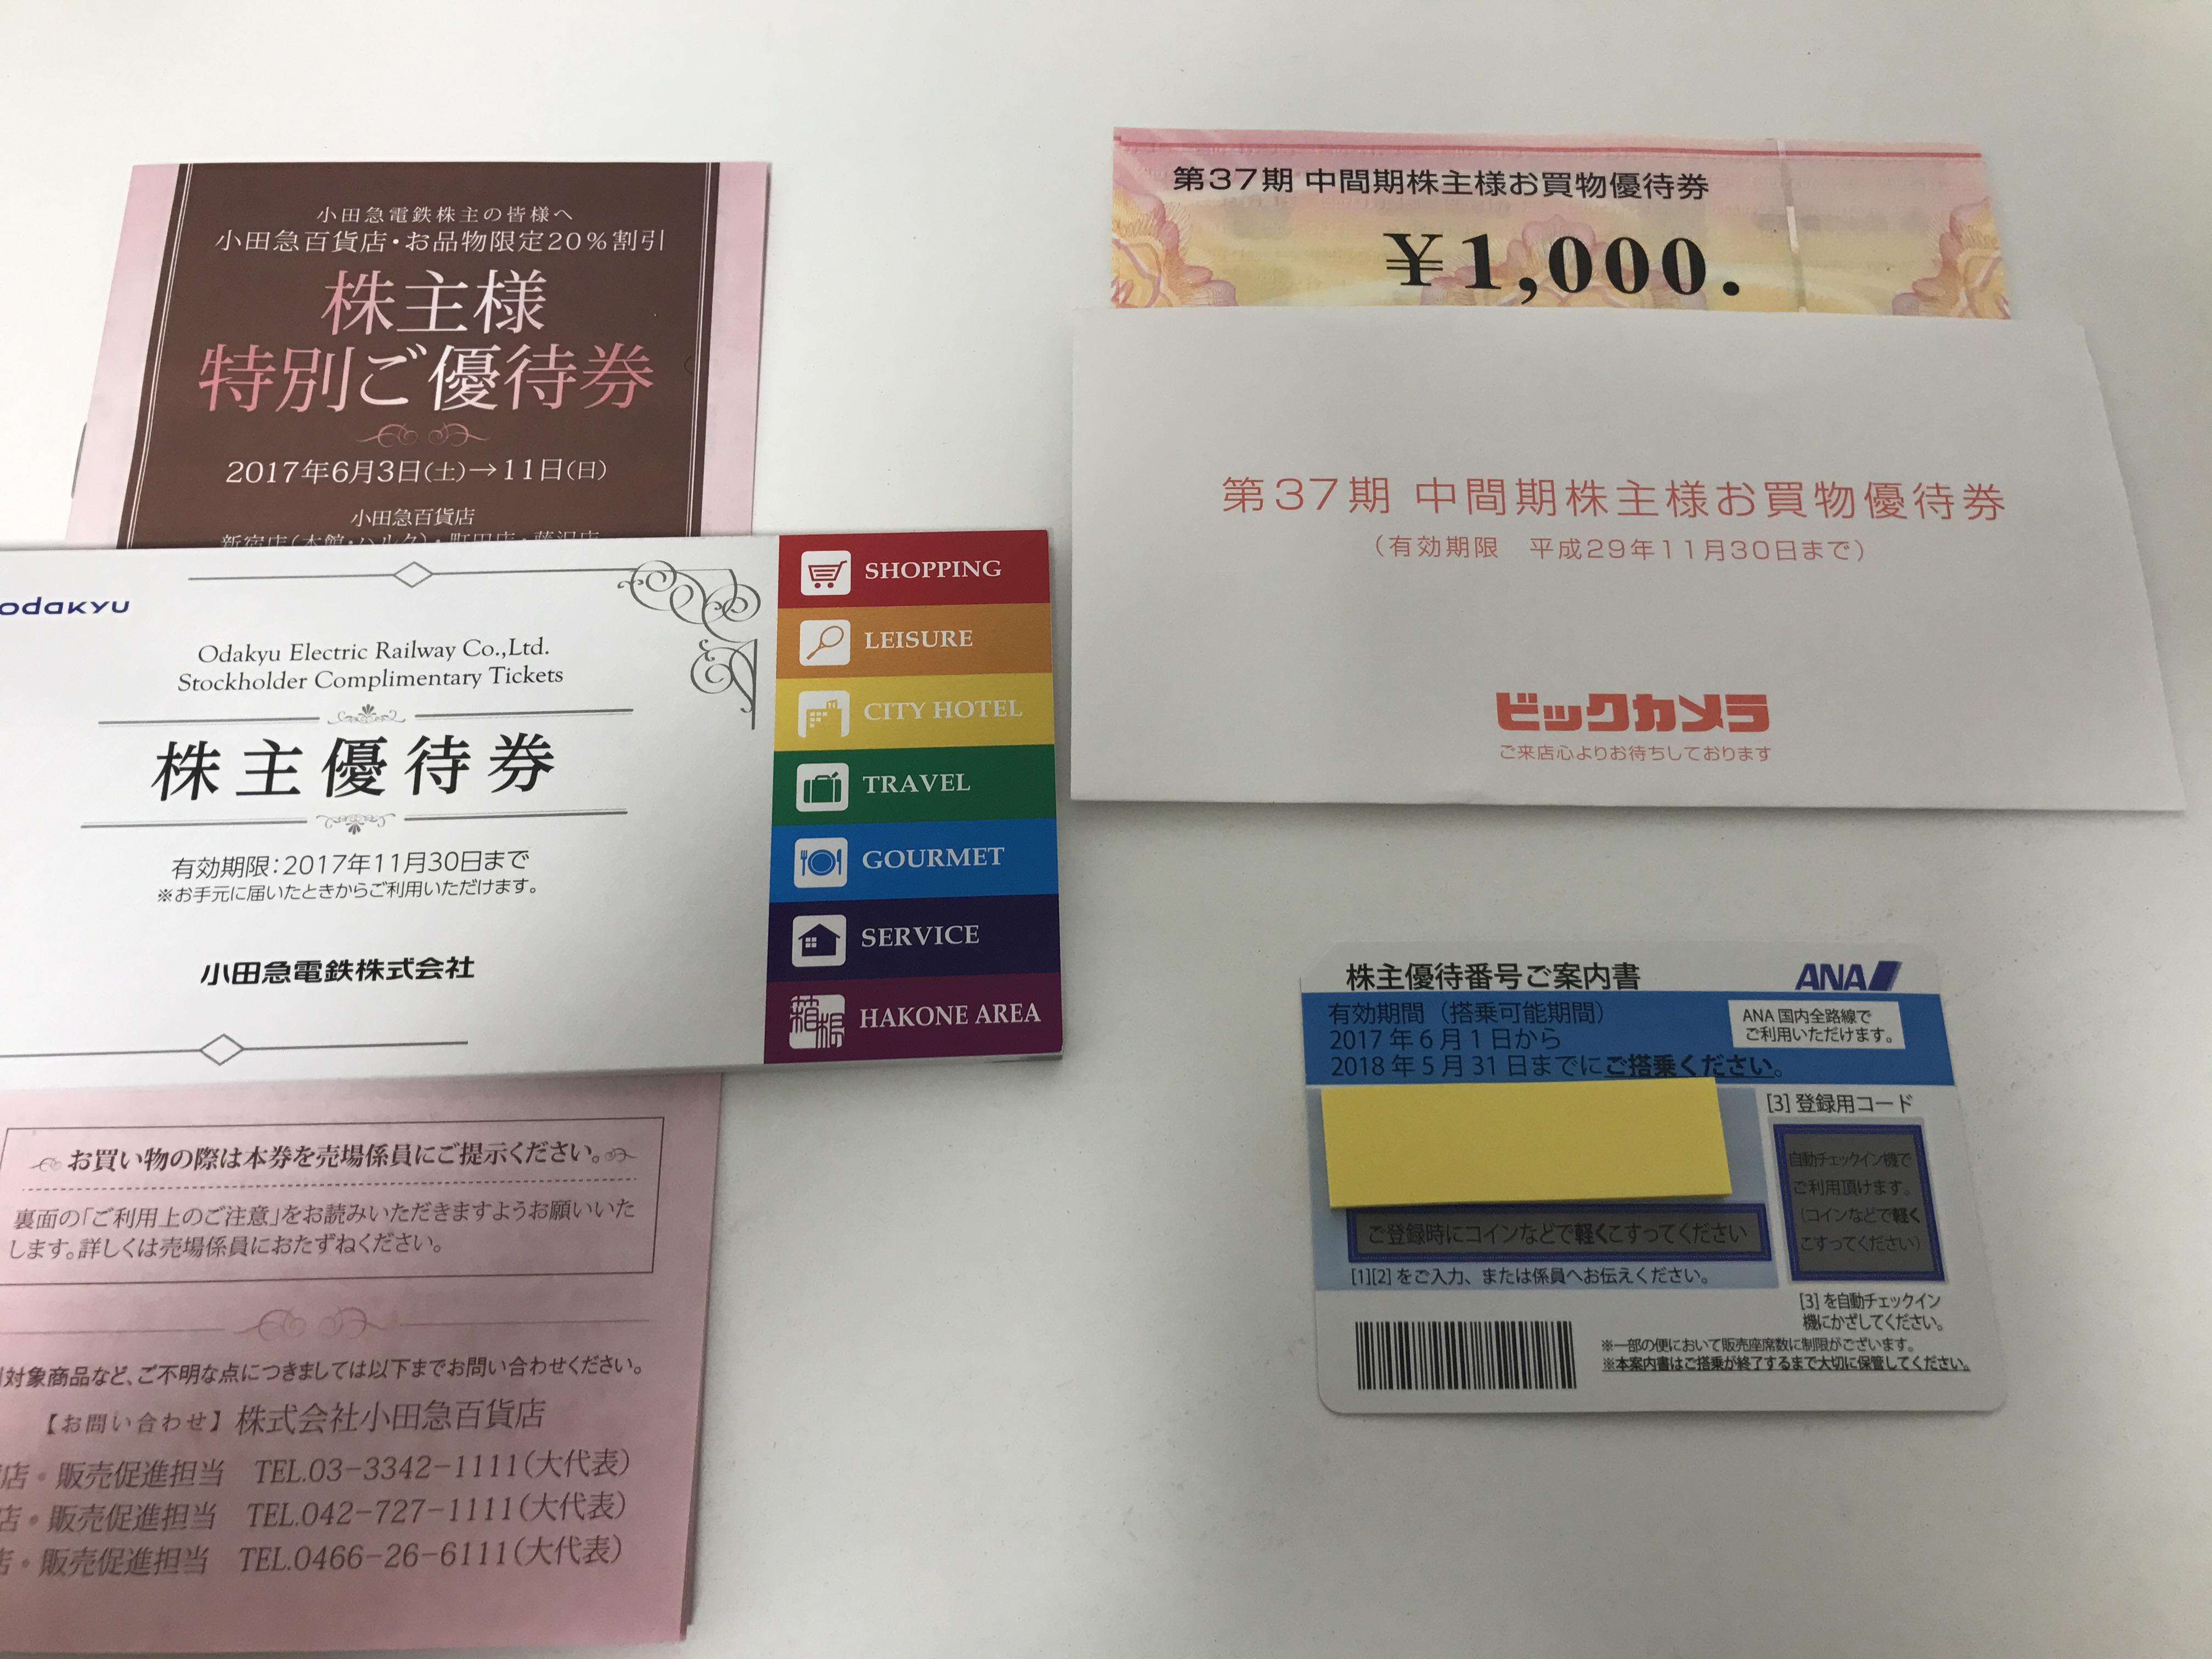 小田急電鉄株主の皆様へ
小田急百貨店・お品物限定20%割引
株主様
特別ご優待券
2017年6月3日(土)→11日(日)
小田急百貨店
新宿店(本館・ハルク)・町田店・藤沢店
odakyu
Odakyu Electric Railway Co.,Ltd.
Stockholder Complimentary Tickets
株主優待券
有効期限:2017年11月30日まで
※お手元に届いたときからご利用いただけます。
小田急電鉄株式会社
SHOPPING
LEISURE
CITY HOTEL
TRAVEL
GOURMET
SERVICE
箱根 HAKONE AREA
お買い物の際は本券を売場係員にご提示ください。
裏面の「ご利用上のご注意」をお読みいただきますようお願いいた
します。詳しくは売場係員におたずねください。
対象商品など、ご不明な点につきましては以下までお問い合わせください。
【お問い合わせ】株式会社小田急百貨店
店・販売促進担当 TEL.03-3342-1111(大代表)
店・販売促進担当 TEL.042-727-1111(大代表)
店・販売促進担当 TEL.0466-26-6111(大代表)
第37期 中間期株主様お買物優待券
¥1,000.
第37期 中間期株主様お買物優待券
(有効期限 平成29年11月30日まで)
ビックカメラ
ご来店心よりお待ちしております
株主優待番号ご案内書 ANA
有効期間(搭乗可能期間)
2017年6月1日から
2018年5月31日までにご搭乗ください。
ANA国内全路線で
ご利用いただけます。
[3]登録用コード
自動チェックイン機で
ご利用頂けます。
(コインなどで軽く
こすってください)
ご登録時にコインなどで軽くこすってください
[1][2]をご入力、または係員へお伝えください。
[3]を自動チェックイン
機にかざしてください。
※一部の便において販売座席数に制限がございます。
※本案内書はご搭乗が終了するまで大切に保管してください。